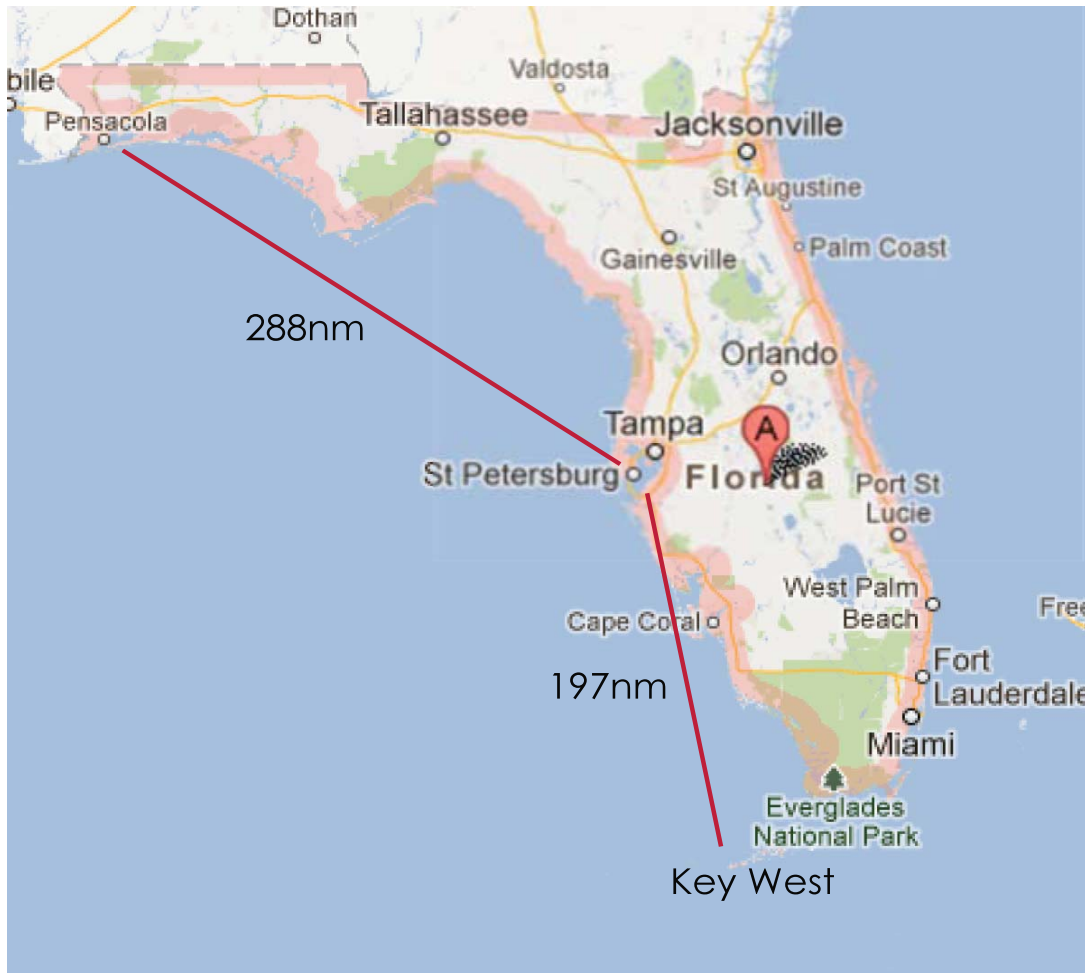 Dothan
bile
Valdosta
Pensacola
Tallahassee
Jacksonville
St Augustine
Palm Coast
Gainesville
288nm
Orlando
Tampa
A
St Petersburg
Florida
Port St
Lucie
West Palm
Beach
Free
Cape Coral
Fort
Lauderdale
197nm
Miami
Everglades
National Park
Key West